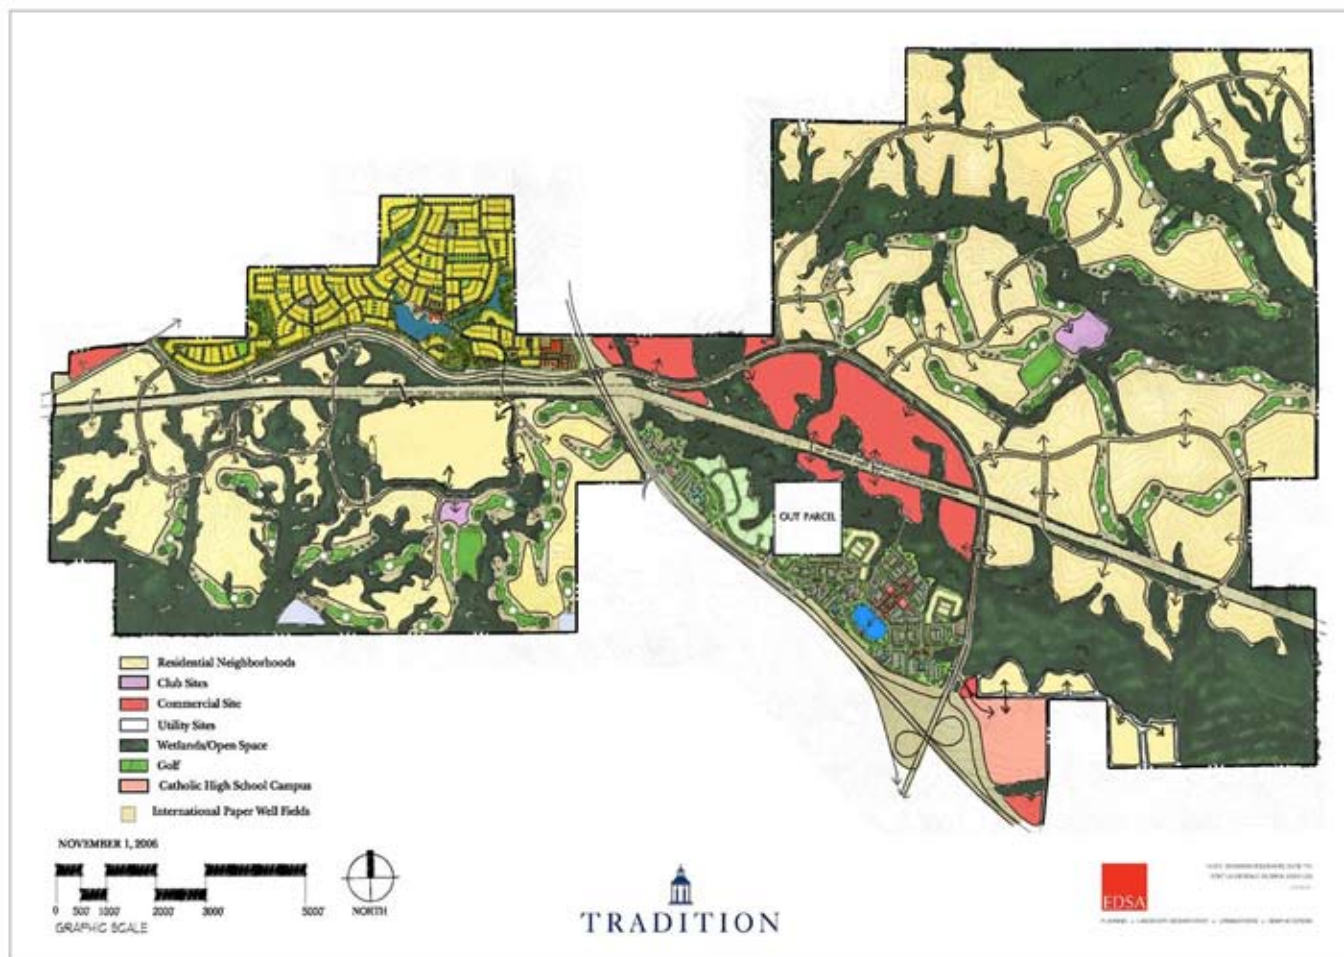 OUT PARCEL
Residential Neighborhoods
Club Sites
Commercial Site
Utility Sites
Wetlands/Open Space
Golf
Catholic High School Campus
International Paper Well Fields
NOVEMBER 1, 2006
0 500' 1000' 2000' 3000' 5000'
GRAPHIC SCALE
NORTH
TRADITION
EDSA